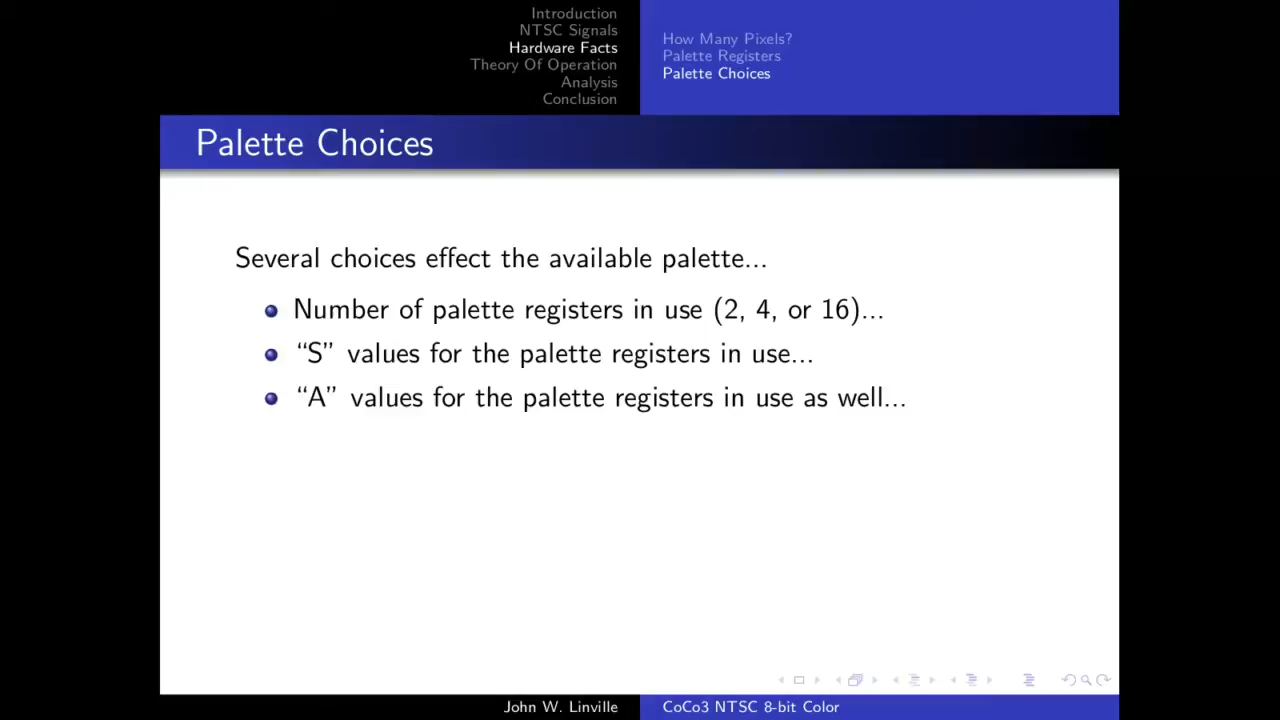 Introduction
NTSC Signals
Hardware Facts
Theory Of Operation
Analysis
Conclusion
How Many Pixels?
Palette Registers
Palette Choices
Palette Choices
Several choices effect the available palette...
Number of palette registers in use (2, 4, or 16)...
“S” values for the palette registers in use...
“A” values for the palette registers in use as well...
John W. Linville
CoCo3 NTSC 8-bit Color